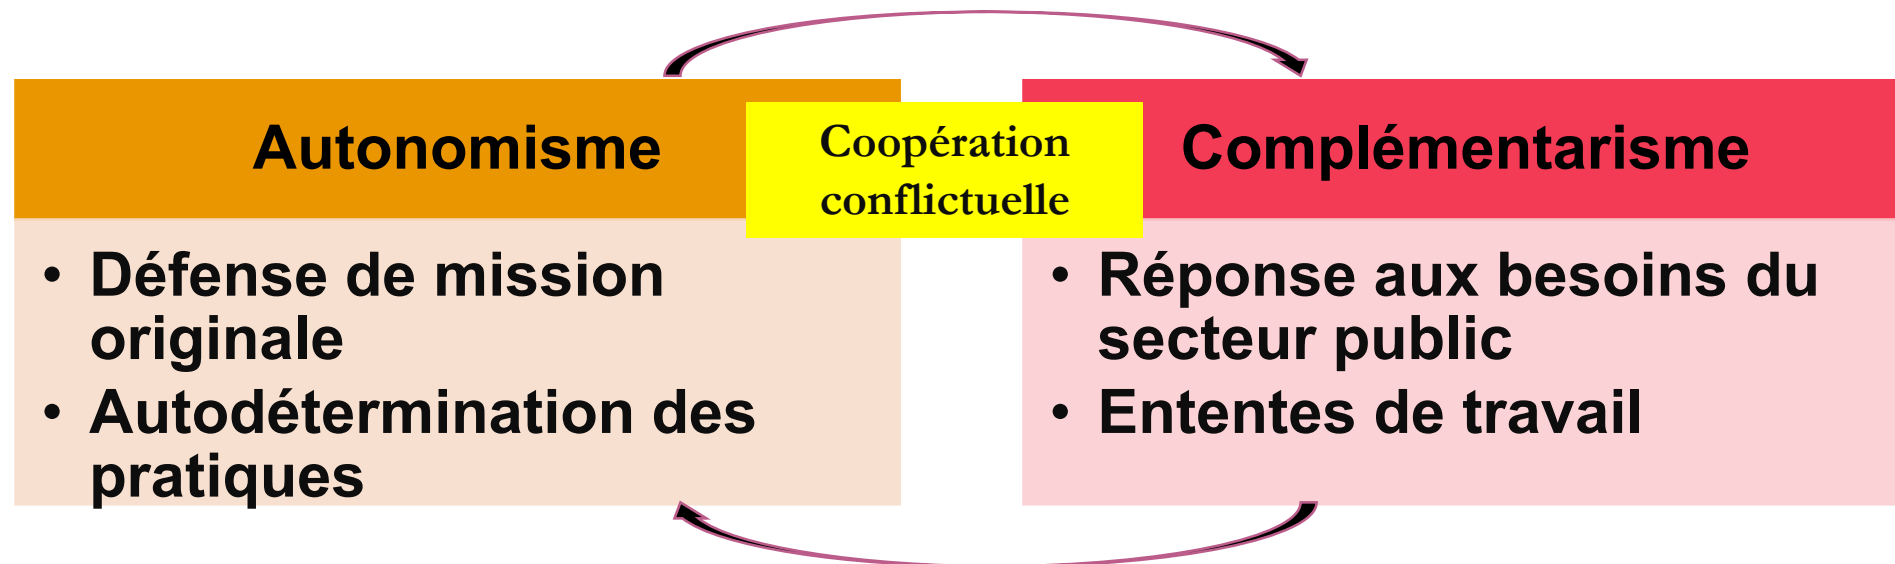 Autonomisme
• Défense de mission
originale
• Autodétermination des
pratiques
Coopération
conflictuelle
Complémentarisme
• Réponse aux besoins du
secteur public
• Ententes de travail